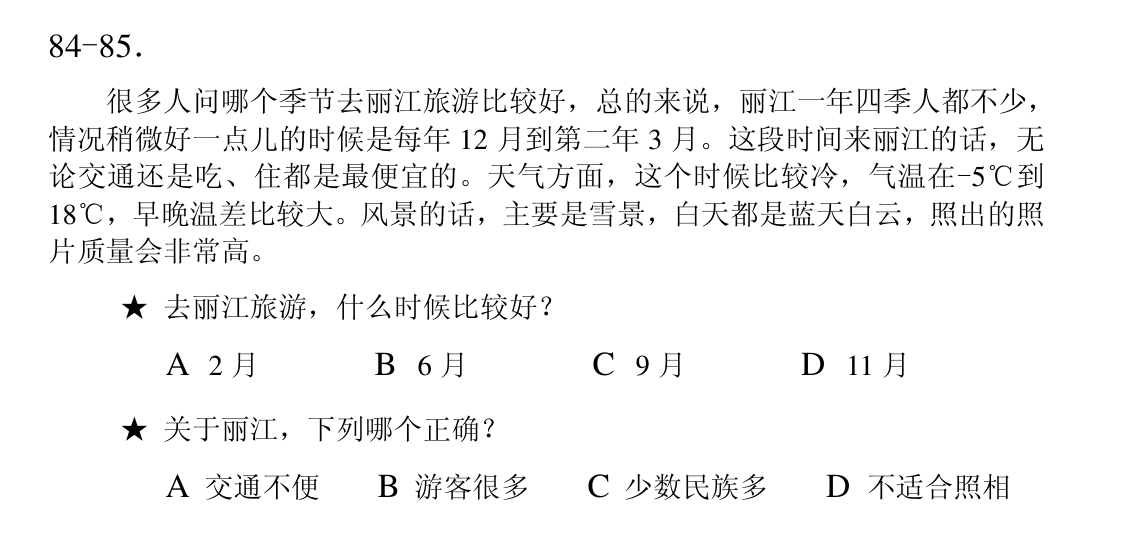 84-85.
很多人问哪个季节去丽江旅游比较好，总的来说，丽江一年四季人都不少，
情况稍微好一点儿的时候是每年 12 月到第二年 3 月。这段时间来丽江的话，无
论交通还是吃、住都是最便宜的。天气方面，这个时候比较冷，气温在-5℃到
18℃，早晚温差比较大。风景的话，主要是雪景，白天都是蓝天白云，照出的照
片质量会非常高。
★ 去丽江旅游，什么时候比较好？
A 2 月 B 6 月 C 9 月 D 11 月
★ 关于丽江，下列哪个正确？
A 交通不便 B 游客很多 C 少数民族多 D 不适合照相